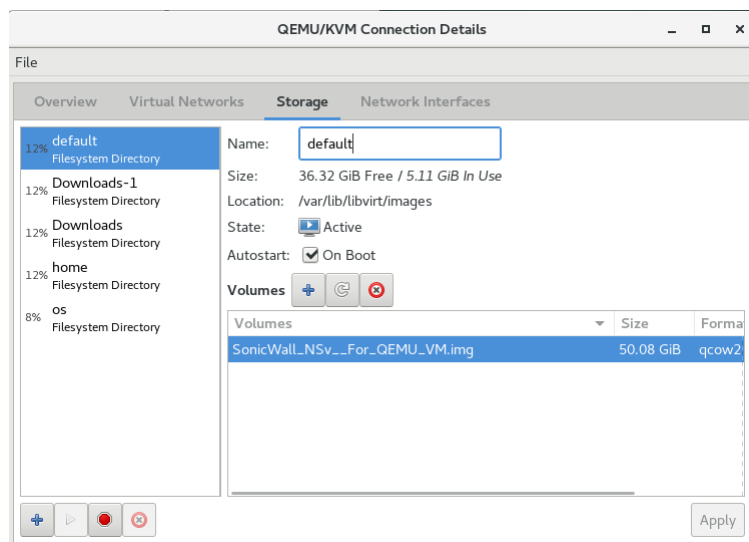 QEMU/KVM Connection Details
File
Overview Virtual Networks Storage Network Interfaces
12% default
Filesystem Directory
12% Downloads-1
Filesystem Directory
12% Downloads
Filesystem Directory
12% home
Filesystem Directory
8% os
Filesystem Directory
Name: default
Size: 36.32 GiB Free / 5.11 GiB In Use
Location: /var/lib/libvirt/images
State: Active
Autostart: On Boot
Volumes
Volumes Size Forma
SonicWall_NSv__For_QEMU_VM.img 50.08 GiB qcow2
Apply